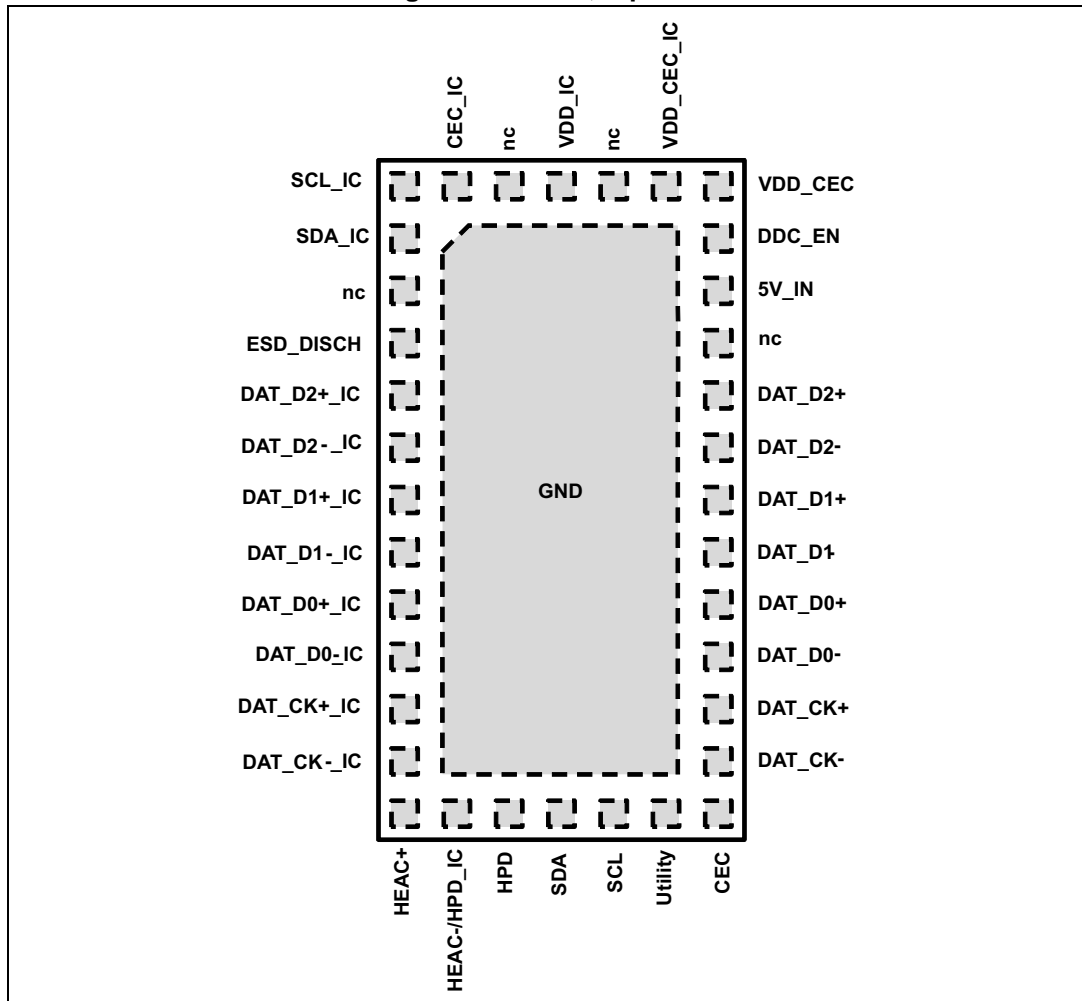 CEC_IC
nc
VDD_IC
nc
VDD_CEC_IC
SCL_IC
VDD_CEC
SDA_IC
DDC_EN
nc
5V_IN
ESD_DISCH
nc
DAT_D2+_IC
DAT_D2+
DAT_D2-_IC
DAT_D2-
DAT_D1+_IC
DAT_D1+
GND
DAT_D1-_IC
DAT_D1-
DAT_D0+_IC
DAT_D0+
DAT_D0-_IC
DAT_D0-
DAT_CK+_IC
DAT_CK+
DAT_CK-_IC
DAT_CK-
HEAC+
HEAC-/HPD_IC
HPD
SDA
SCL
Utility
CEC